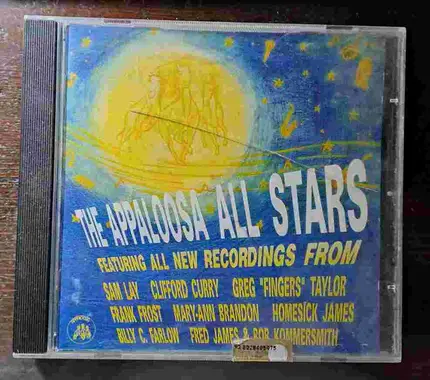 THE APPALOOSA ALL STARS
FEATURING ALL NEW RECORDINGS FROM
SAM LAY CLIFFORD CURRY GREG "FINGERS" TAYLOR
FRANK FROST MARY-ANN BRANDON HOMESICK JAMES
BILLY C. FARLOW FRED JAMES & BOB KOMMERSMITH